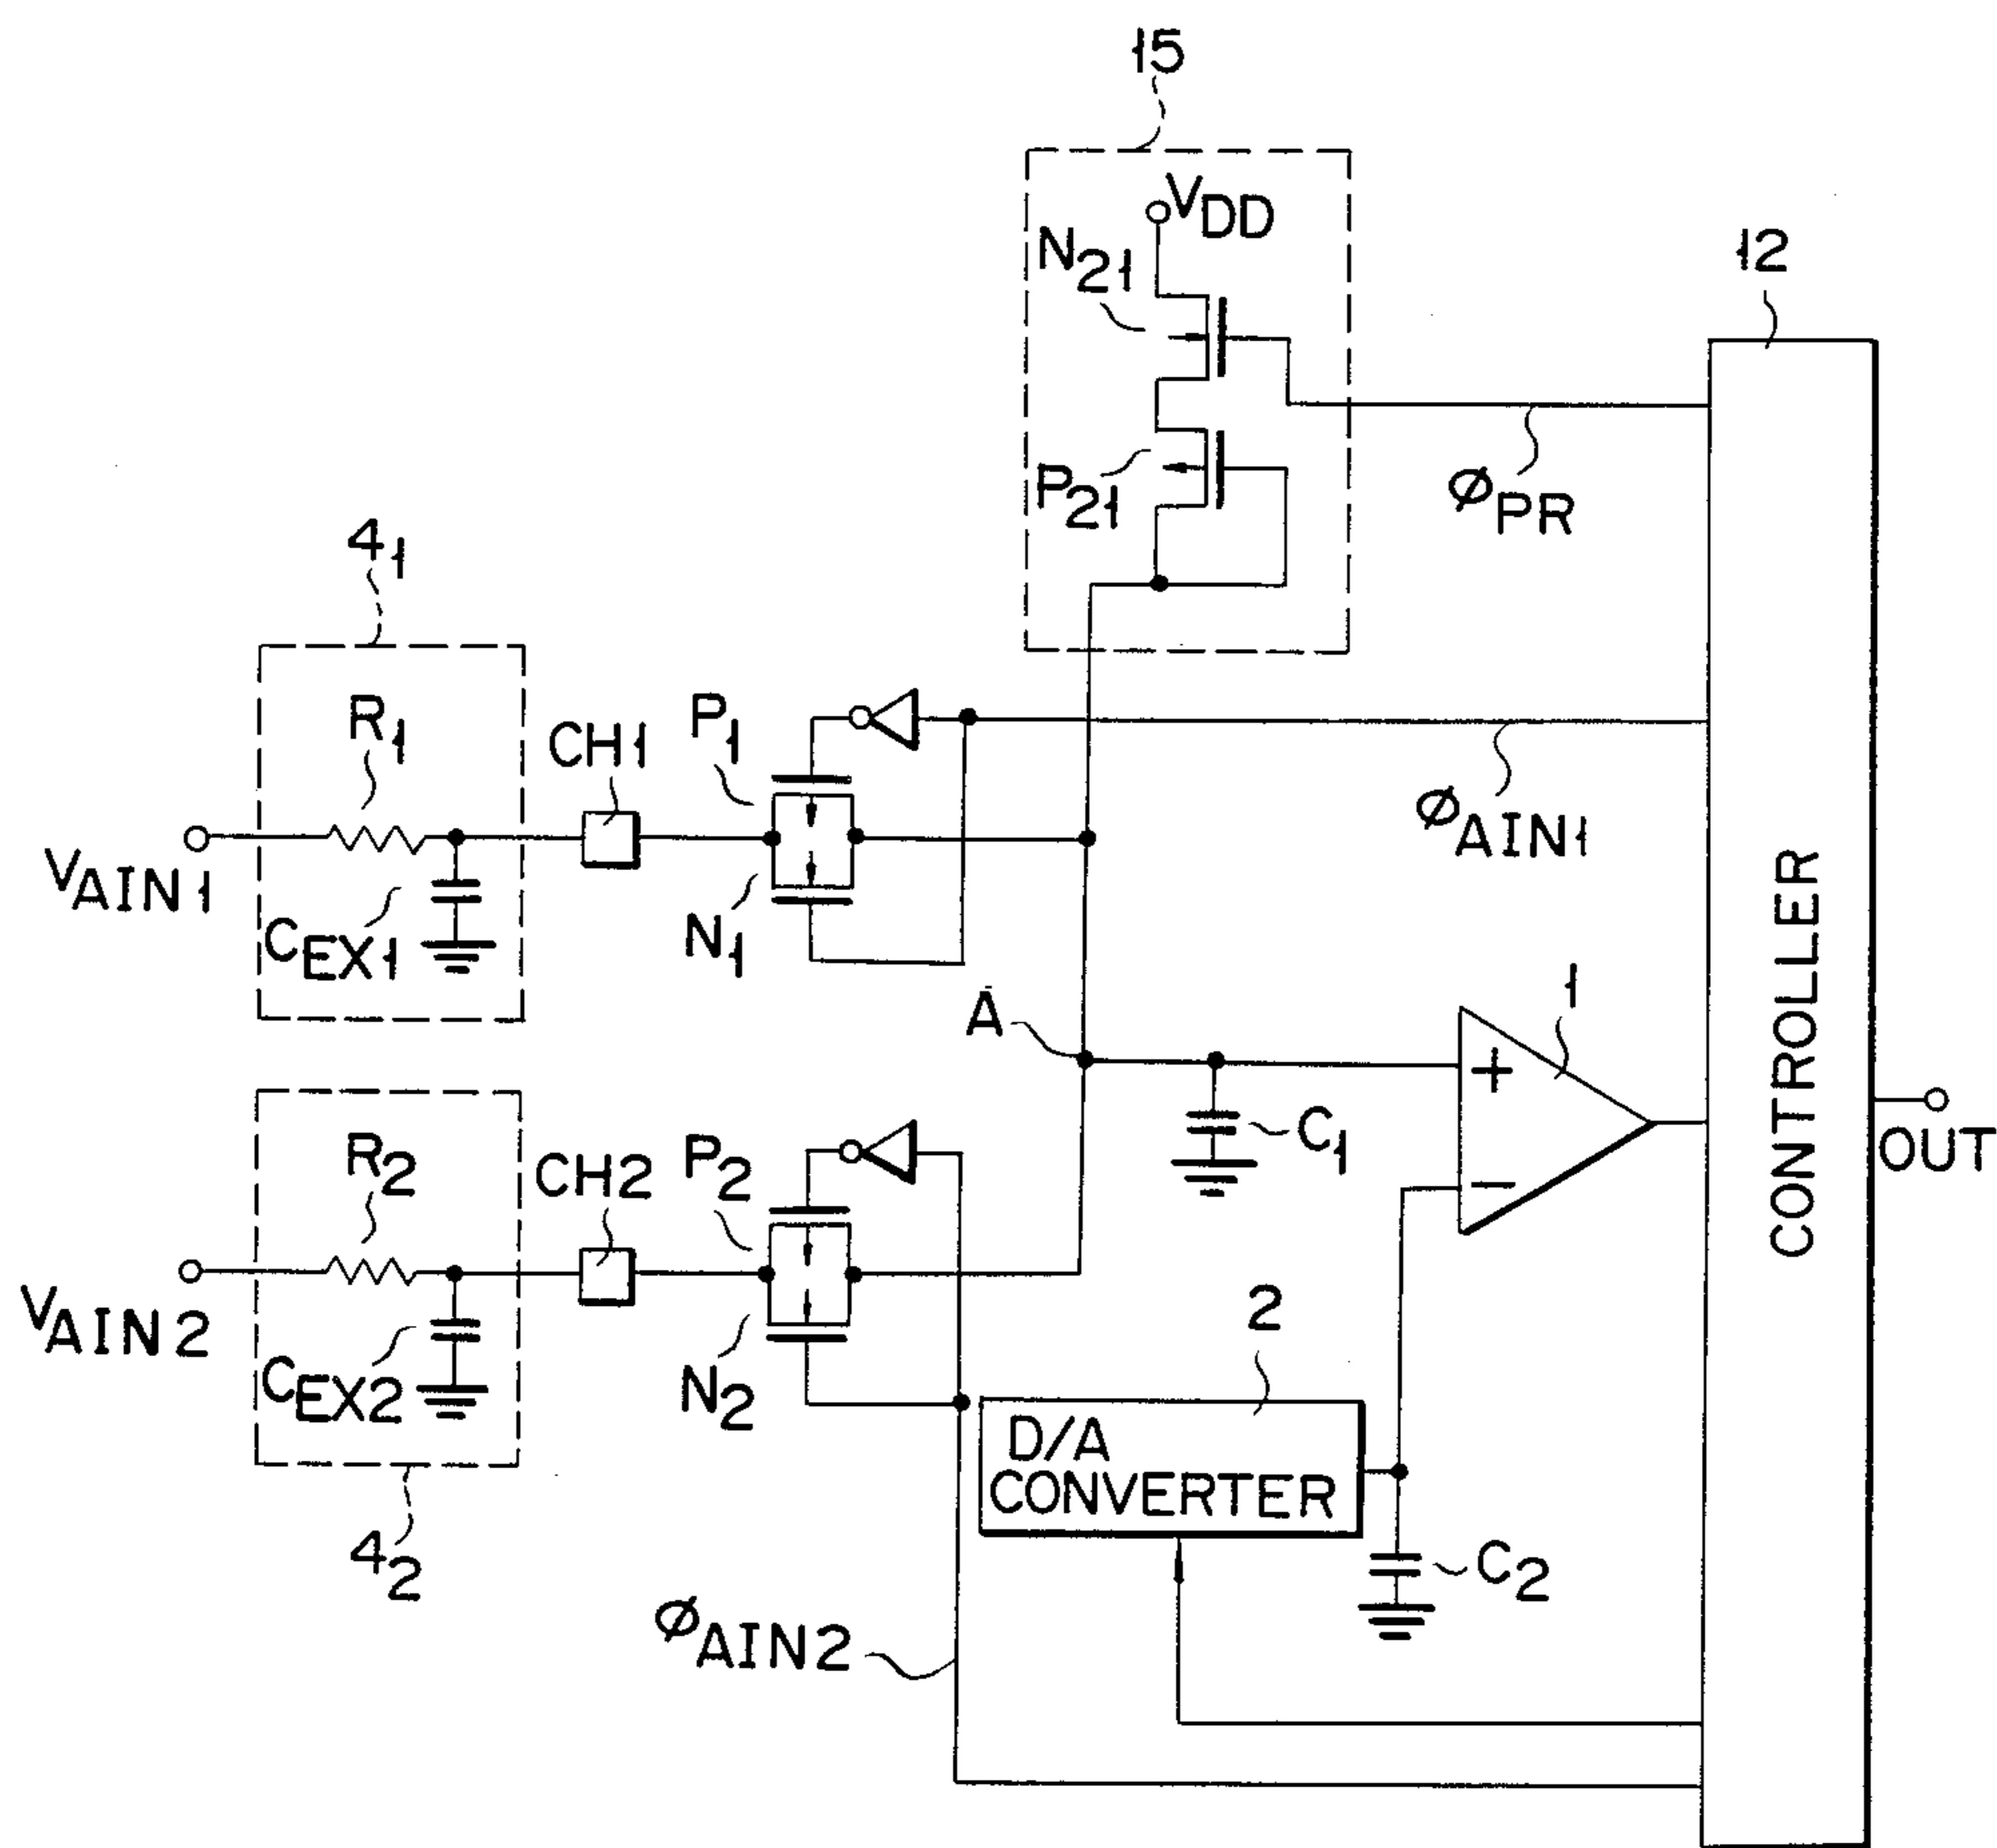 15
VDD
N21
12
P21
ØPR
41
R1
CH1
P1
ØAIN1
VAIN1
CEX1
N1
A
1
+
CONTROLLER
C1
OUT
R2
CH2
P2
−
VAIN2
CEX2
N2
2
D/A
CONVERTER
C2
42
ØAIN2